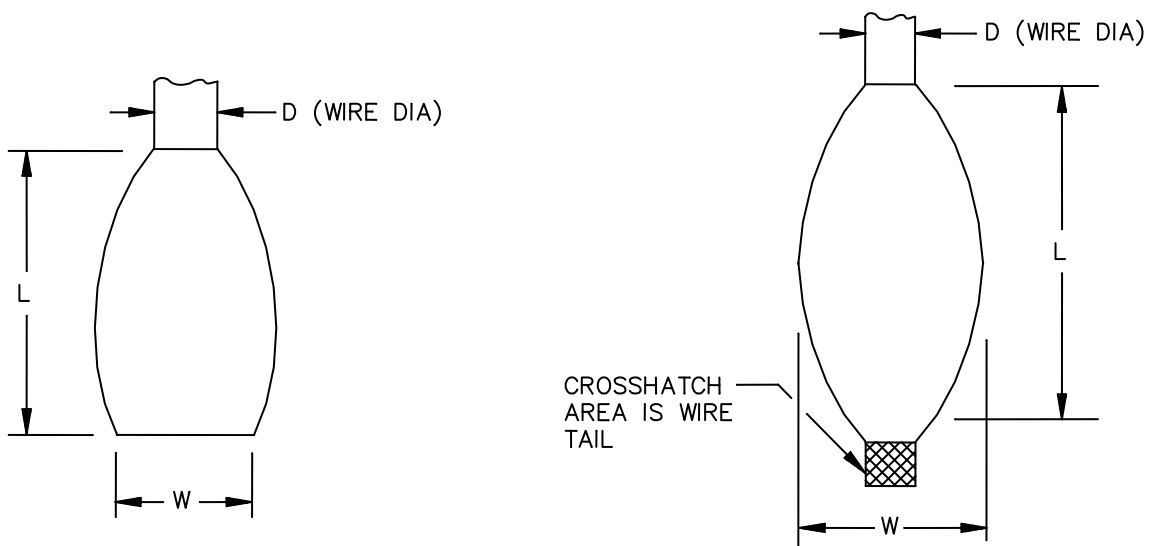 D (WIRE DIA)
L
W
D (WIRE DIA)
L
CROSSHATCH
AREA IS WIRE
TAIL
W